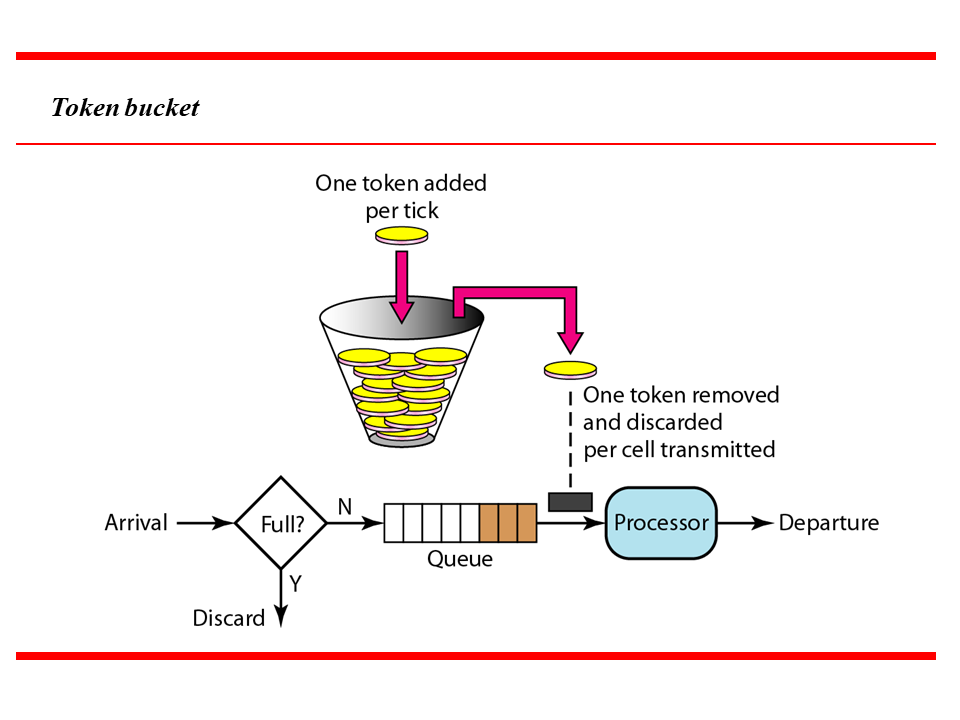 Token bucket
One token added
per tick
One token removed
and discarded
per cell transmitted
Arrival
Full?
N
Queue
Processor
Departure
Y
Discard